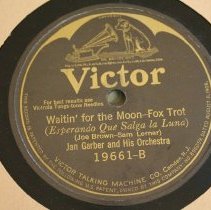 Victor
For best results use
Victrola Tungs-tone Needles
Waitin' for the Moon-Fox Trot
(Esperando Que Salga la Luna)
(Joe Brown-Sam Lerner)
Jan Garber and His Orchestra
19661-B
VICTOR TALKING MACHINE CO. Camden, N.J.